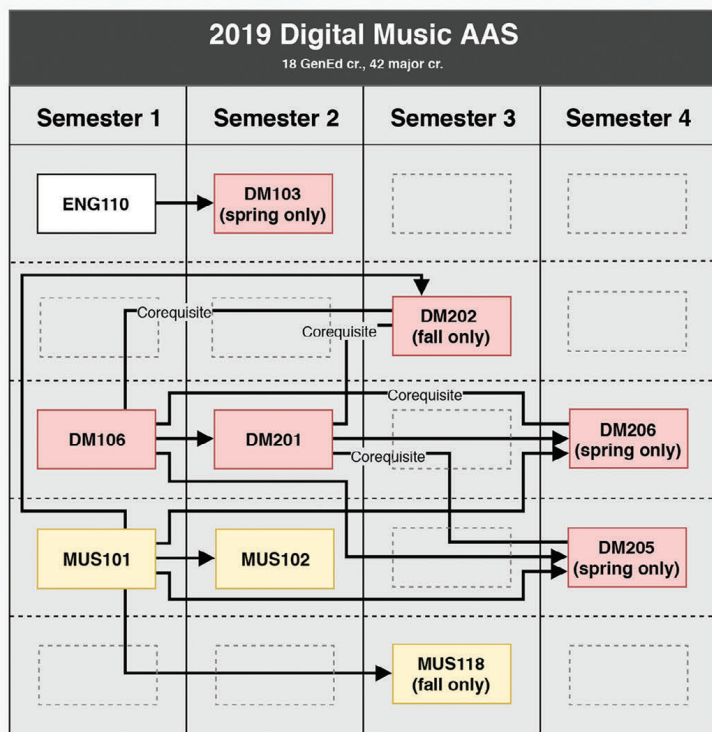 2019 Digital Music AAS
18 GenEd cr., 42 major cr.
Semester 1
Semester 2
Semester 3
Semester 4
ENG110
DM103
(spring only)
Corequisite
Corequisite
DM202
(fall only)
DM106
DM201
Corequisite
Corequisite
DM206
(spring only)
MUS101
MUS102
DM205
(spring only)
MUS118
(fall only)